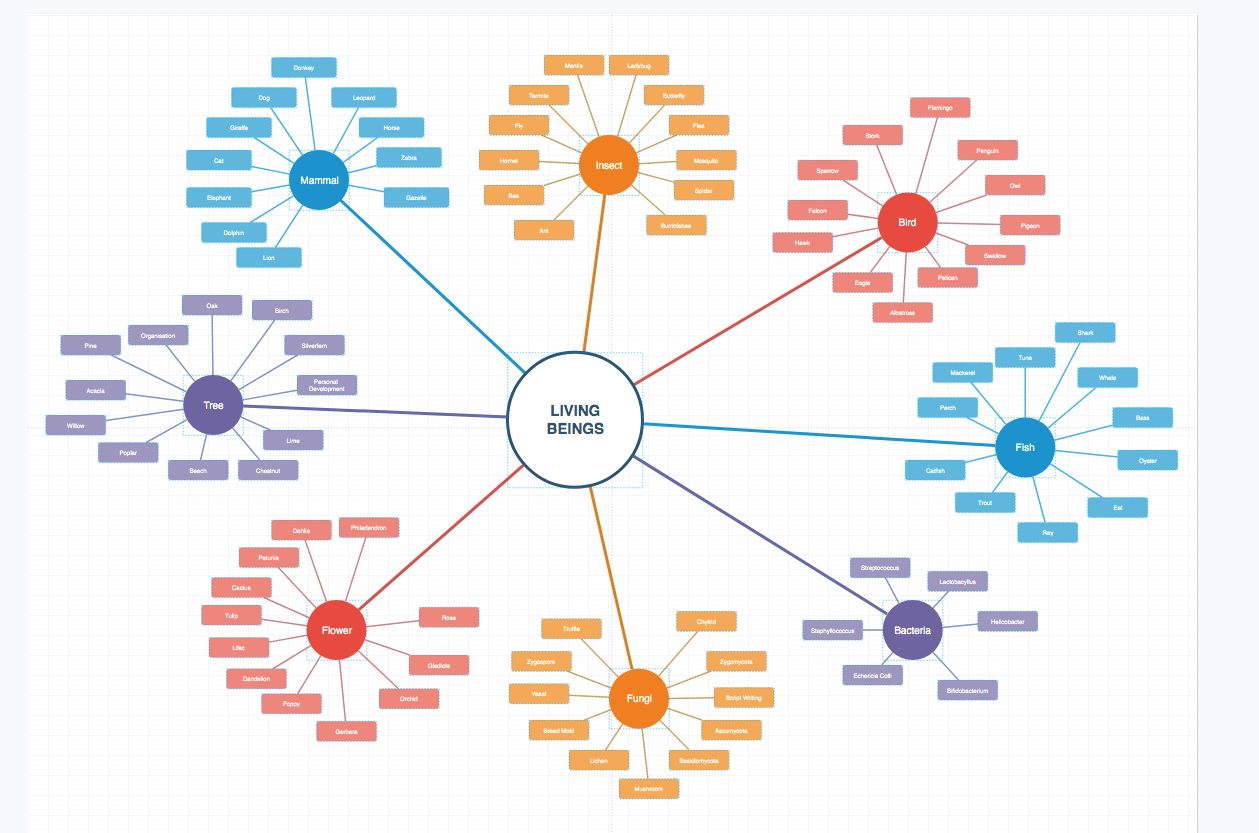 Donkey
Dog
Leopard
Giraffe
Horse
Cat
Zebra
Mammal
Elephant
Gazelle
Dolphin
Lion
Mantis
Ladybug
Termite
Butterfly
Fly
Flea
Hornet
Mosquito
Insect
Bee
Spider
Ant
Bumblebee
Flamingo
Stork
Penguin
Sparrow
Owl
Falcon
Bird
Pigeon
Hawk
Swallow
Eagle
Pelican
Albatross
Oak
Birch
Organisation
Pine
Silverfern
Acacia
Personal
Development
Tree
Willow
Lime
Popler
Beech
Chestnut
LIVING
BEINGS
Shark
Tuna
Mackerel
Whale
Perch
Bass
Fish
Catfish
Oyster
Trout
Eel
Ray
Dahlia
Philadendron
Petunia
Cactus
Tulip
Rose
Flower
Lilac
Gladiola
Dandelion
Orchid
Poppy
Gerbera
Truffle
Chytrid
Zygospore
Zygomycota
Yeast
Script Writing
Fungi
Bread Mold
Ascomycota
Lichen
Basidiomycota
Mushroom
Streptococcus
Lactobacyllus
Staphyllococcus
Helicobacter
Bacteria
Echericia Colli
Bifidobacterium